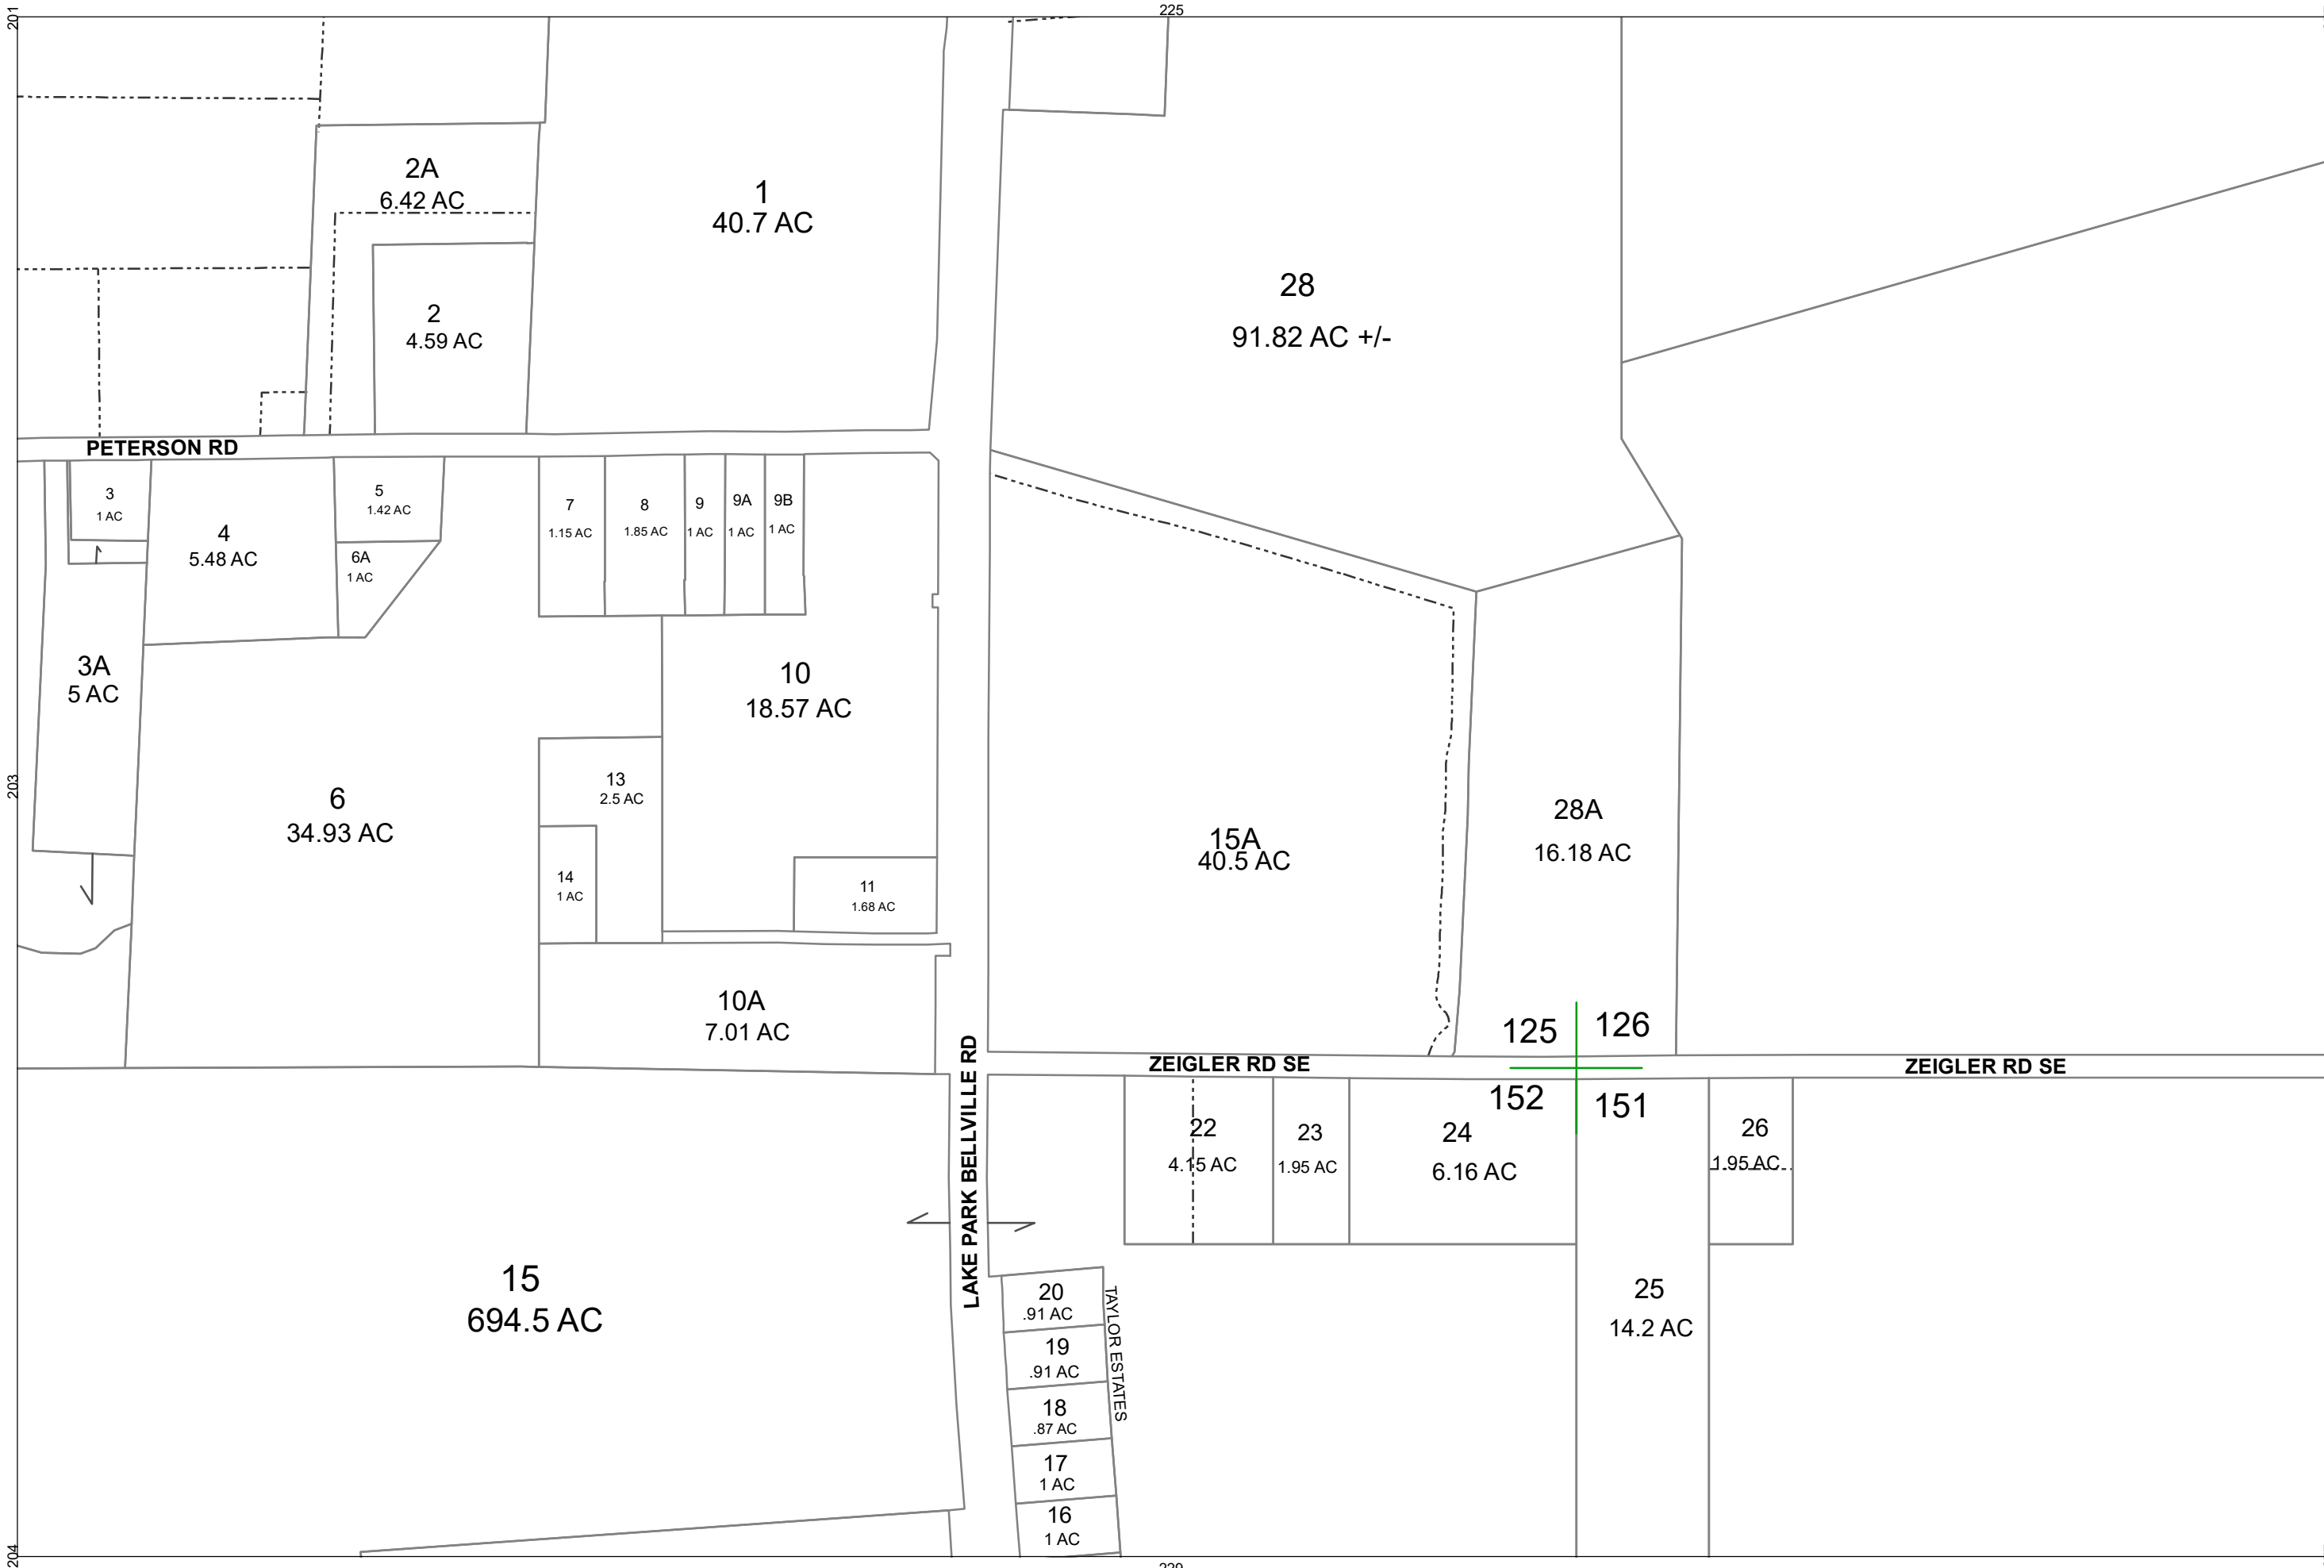 201
225
2A
6.42 AC
1
40.7 AC
28
91.82 AC +/-
2
4.59 AC
PETERSON RD
3
1 AC
4
5.48 AC
5
1.42 AC
6A
1 AC
7
1.15 AC
8
1.85 AC
9
1 AC
9A
1 AC
9B
1 AC
3A
5 AC
10
18.57 AC
203
6
34.93 AC
13
2.5 AC
14
1 AC
11
1.68 AC
15A
40.5 AC
28A
16.18 AC
10A
7.01 AC
125
126
152
151
ZEIGLER RD SE
ZEIGLER RD SE
LAKE PARK BELLVILLE RD
22
4.15 AC
23
1.95 AC
24
6.16 AC
26
1.95 AC
15
694.5 AC
25
14.2 AC
20
.91 AC
19
.91 AC
18
.87 AC
17
1 AC
16
1 AC
TAYLOR ESTATES
204